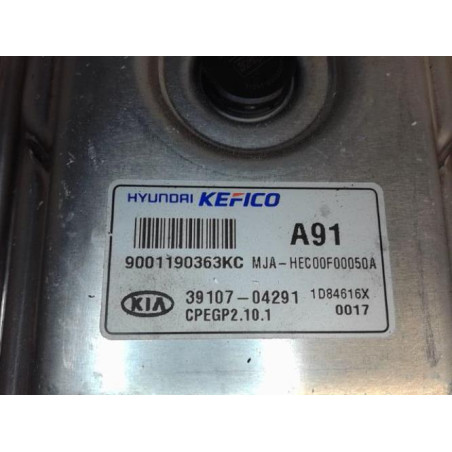 HYUNDAI KEFICO
A91
9001190363KC MJA-HEC00F00050A
KIA 39107-04291 1D84616X
CPEGP2.10.1 0017